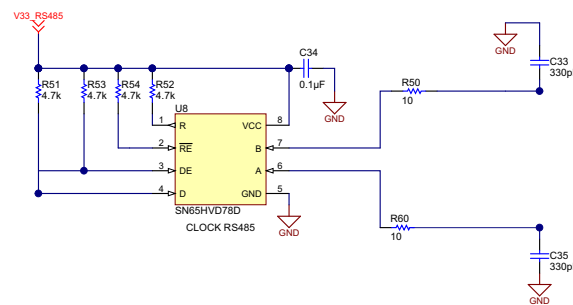 V33_RS485
GND
C33
330p
C34
0.1µF
GND
R51
4.7k
R53
4.7k
R54
4.7k
R52
4.7k
R50
10
U8
1 R VCC 8
2 RE B 7
3 DE A 6
4 D GND 5
SN65HVD78D
CLOCK RS485
GND
R60
10
C35
330p
GND